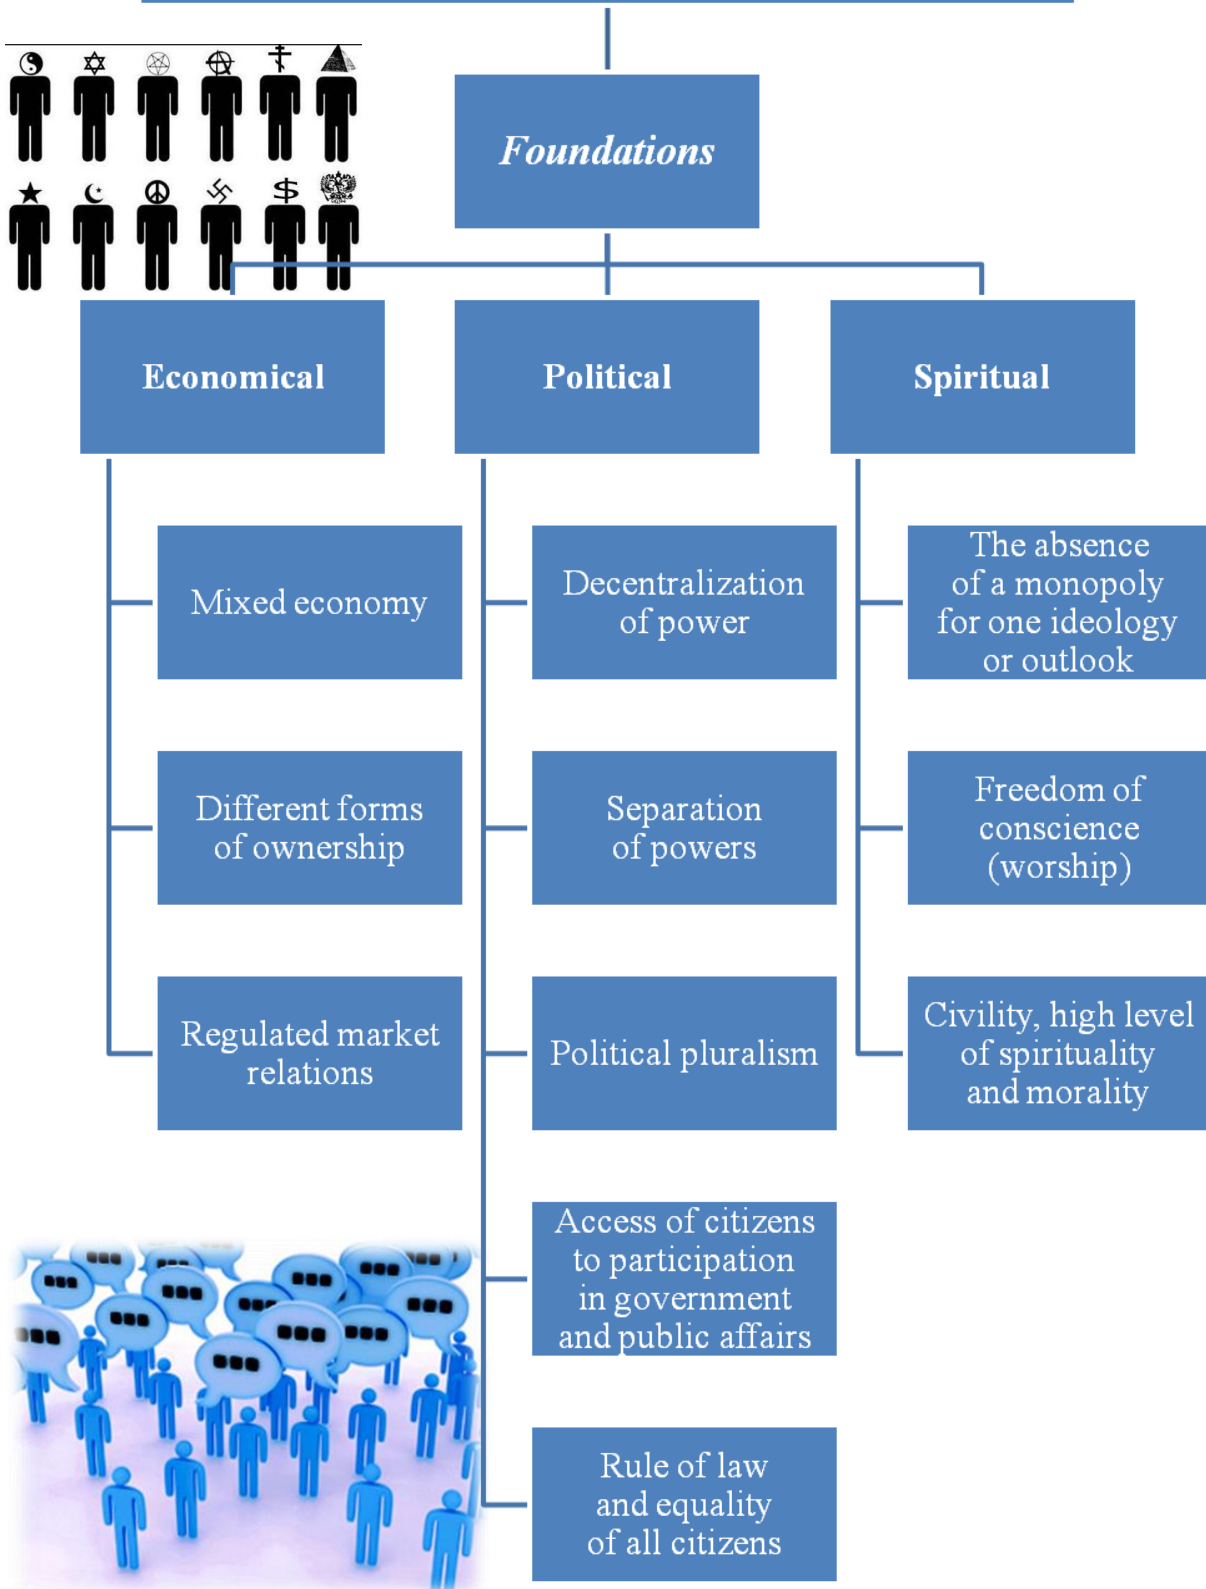 Foundations
Economical
Political
Spiritual
Mixed economy
Different forms
of ownership
Regulated market
relations
Decentralization
of power
Separation
of powers
Political pluralism
Access of citizens
to participation
in government
and public affairs
Rule of law
and equality
of all citizens
The absence
of a monopoly
for one ideology
or outlook
Freedom of
conscience
(worship)
Civility, high level
of spirituality
and morality